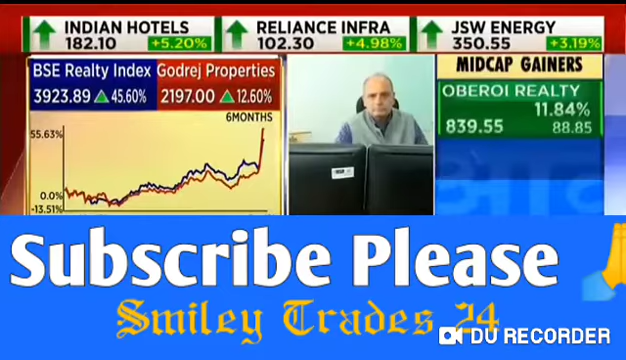 INDIAN HOTELS
182.10 +5.20%
RELIANCE INFRA
102.30 +4.98%
JSW ENERGY
350.55 +3.19%
BSE Realty Index
3923.89 45.60%
Godrej Properties
2197.00 12.60%
6MONTHS
55.63%
0.0%
-13.51%
MIDCAP GAINERS
OBEROI REALTY
11.84%
839.55 88.85
Subscribe Please
Smiley Trades 24
DU RECORDER